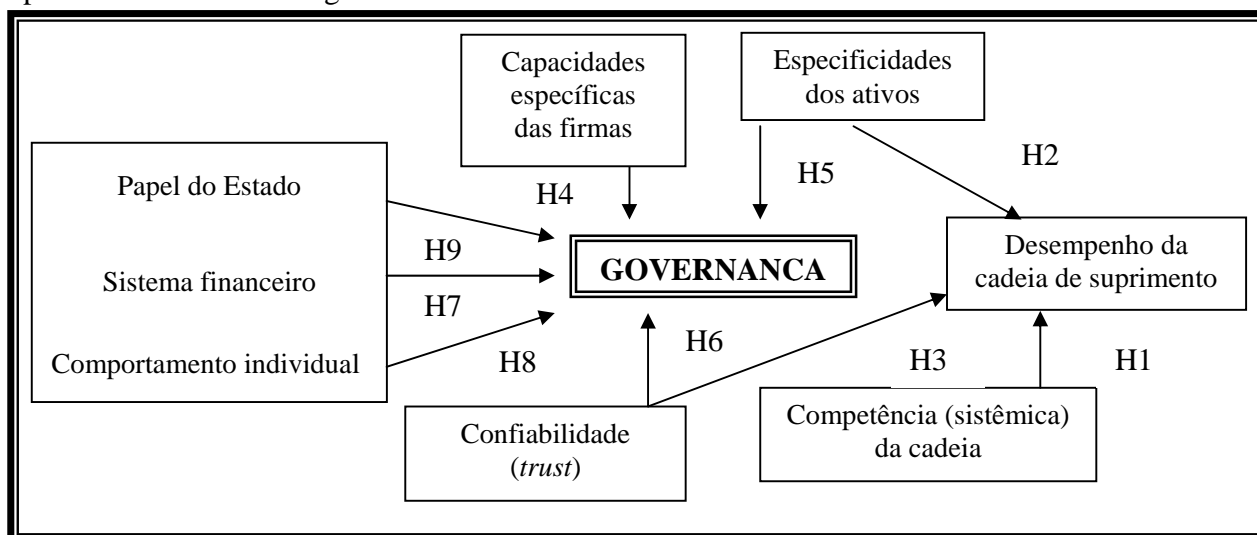 Capacidades
específicas
das firmas
Especificidades
dos ativos
H2
H5
H4
Papel do Estado
H9
Sistema financeiro
H7
Comportamento individual
H8
GOVERNANCA
Desempenho da
cadeia de suprimento
H6
H3
H1
Confiabilidade
(trust)
Competência (sistêmica)
da cadeia